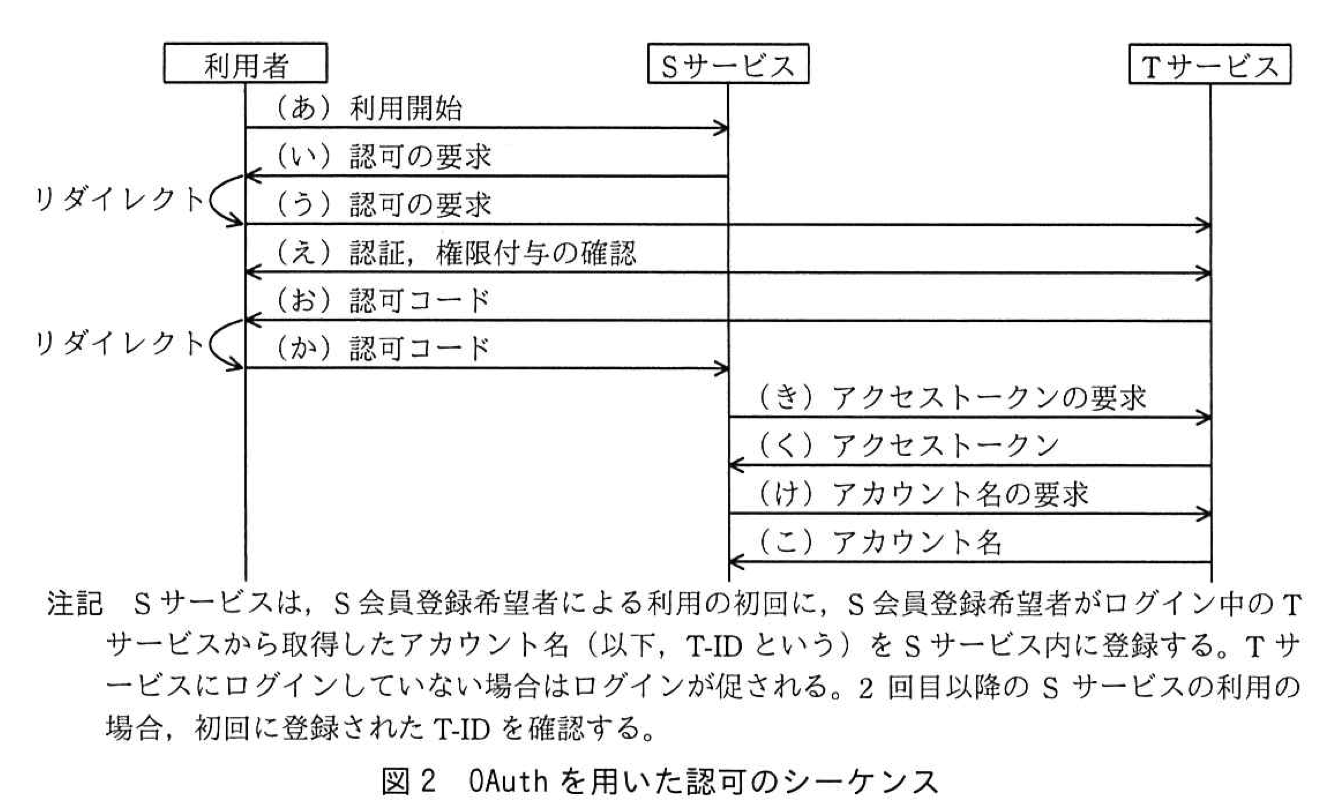 利用者
Sサービス
Tサービス
(あ)利用開始
(い)認可の要求
リダイレクト
(う)認可の要求
(え)認証,権限付与の確認
(お)認可コード
リダイレクト
(か)認可コード
(き)アクセストークンの要求
(く)アクセストークン
(け)アカウント名の要求
(こ)アカウント名
注記 Sサービスは,S会員登録希望者による利用の初回に,S会員登録希望者がログイン中のT
サービスから取得したアカウント名(以下,T-IDという)をSサービス内に登録する。Tサ
ービスにログインしていない場合はログインが促される。2回目以降のSサービスの利用の
場合,初回に登録されたT-IDを確認する。
図2 OAuthを用いた認可のシーケンス